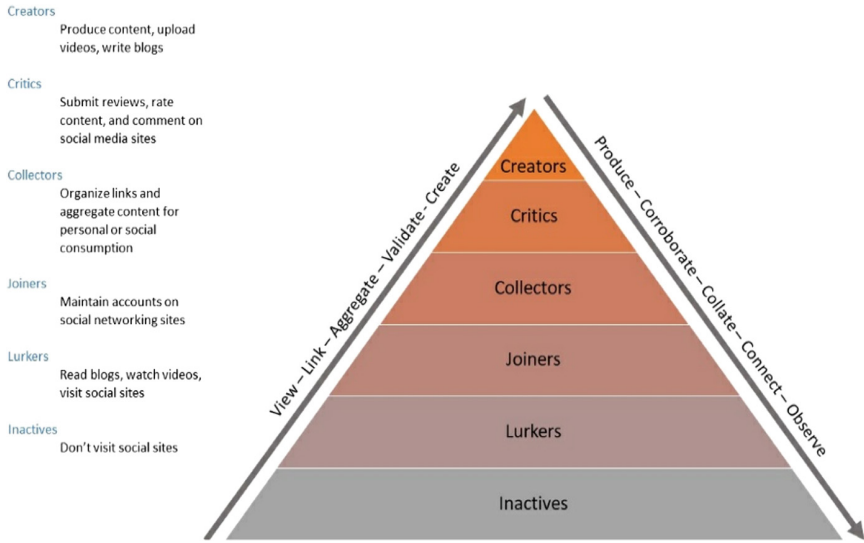 Creators
Produce content, upload
videos, write blogs
Critics
Submit reviews, rate
content, and comment on
social media sites
Collectors
Organize links and
aggregate content for
personal or social
consumption
Joiners
Maintain accounts on
social networking sites
Lurkers
Read blogs, watch videos,
visit social sites
Inactives
Don't visit social sites
View – Link – Aggregate – Validate - Create
Creators
Critics
Collectors
Joiners
Lurkers
Inactives
Produce – Corroborate – Collate – Connect – Observe